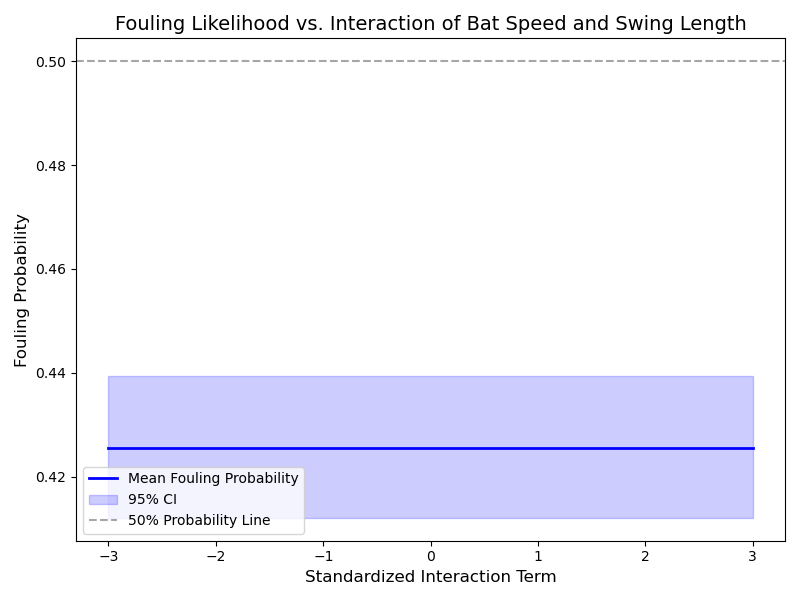 Fouling Likelihood vs. Interaction of Bat Speed and Swing Length
Fouling Probability
0.50
0.48
0.46
0.44
0.42
Mean Fouling Probability
95% CI
50% Probability Line
−3
−2
−1
0
1
2
3
Standardized Interaction Term